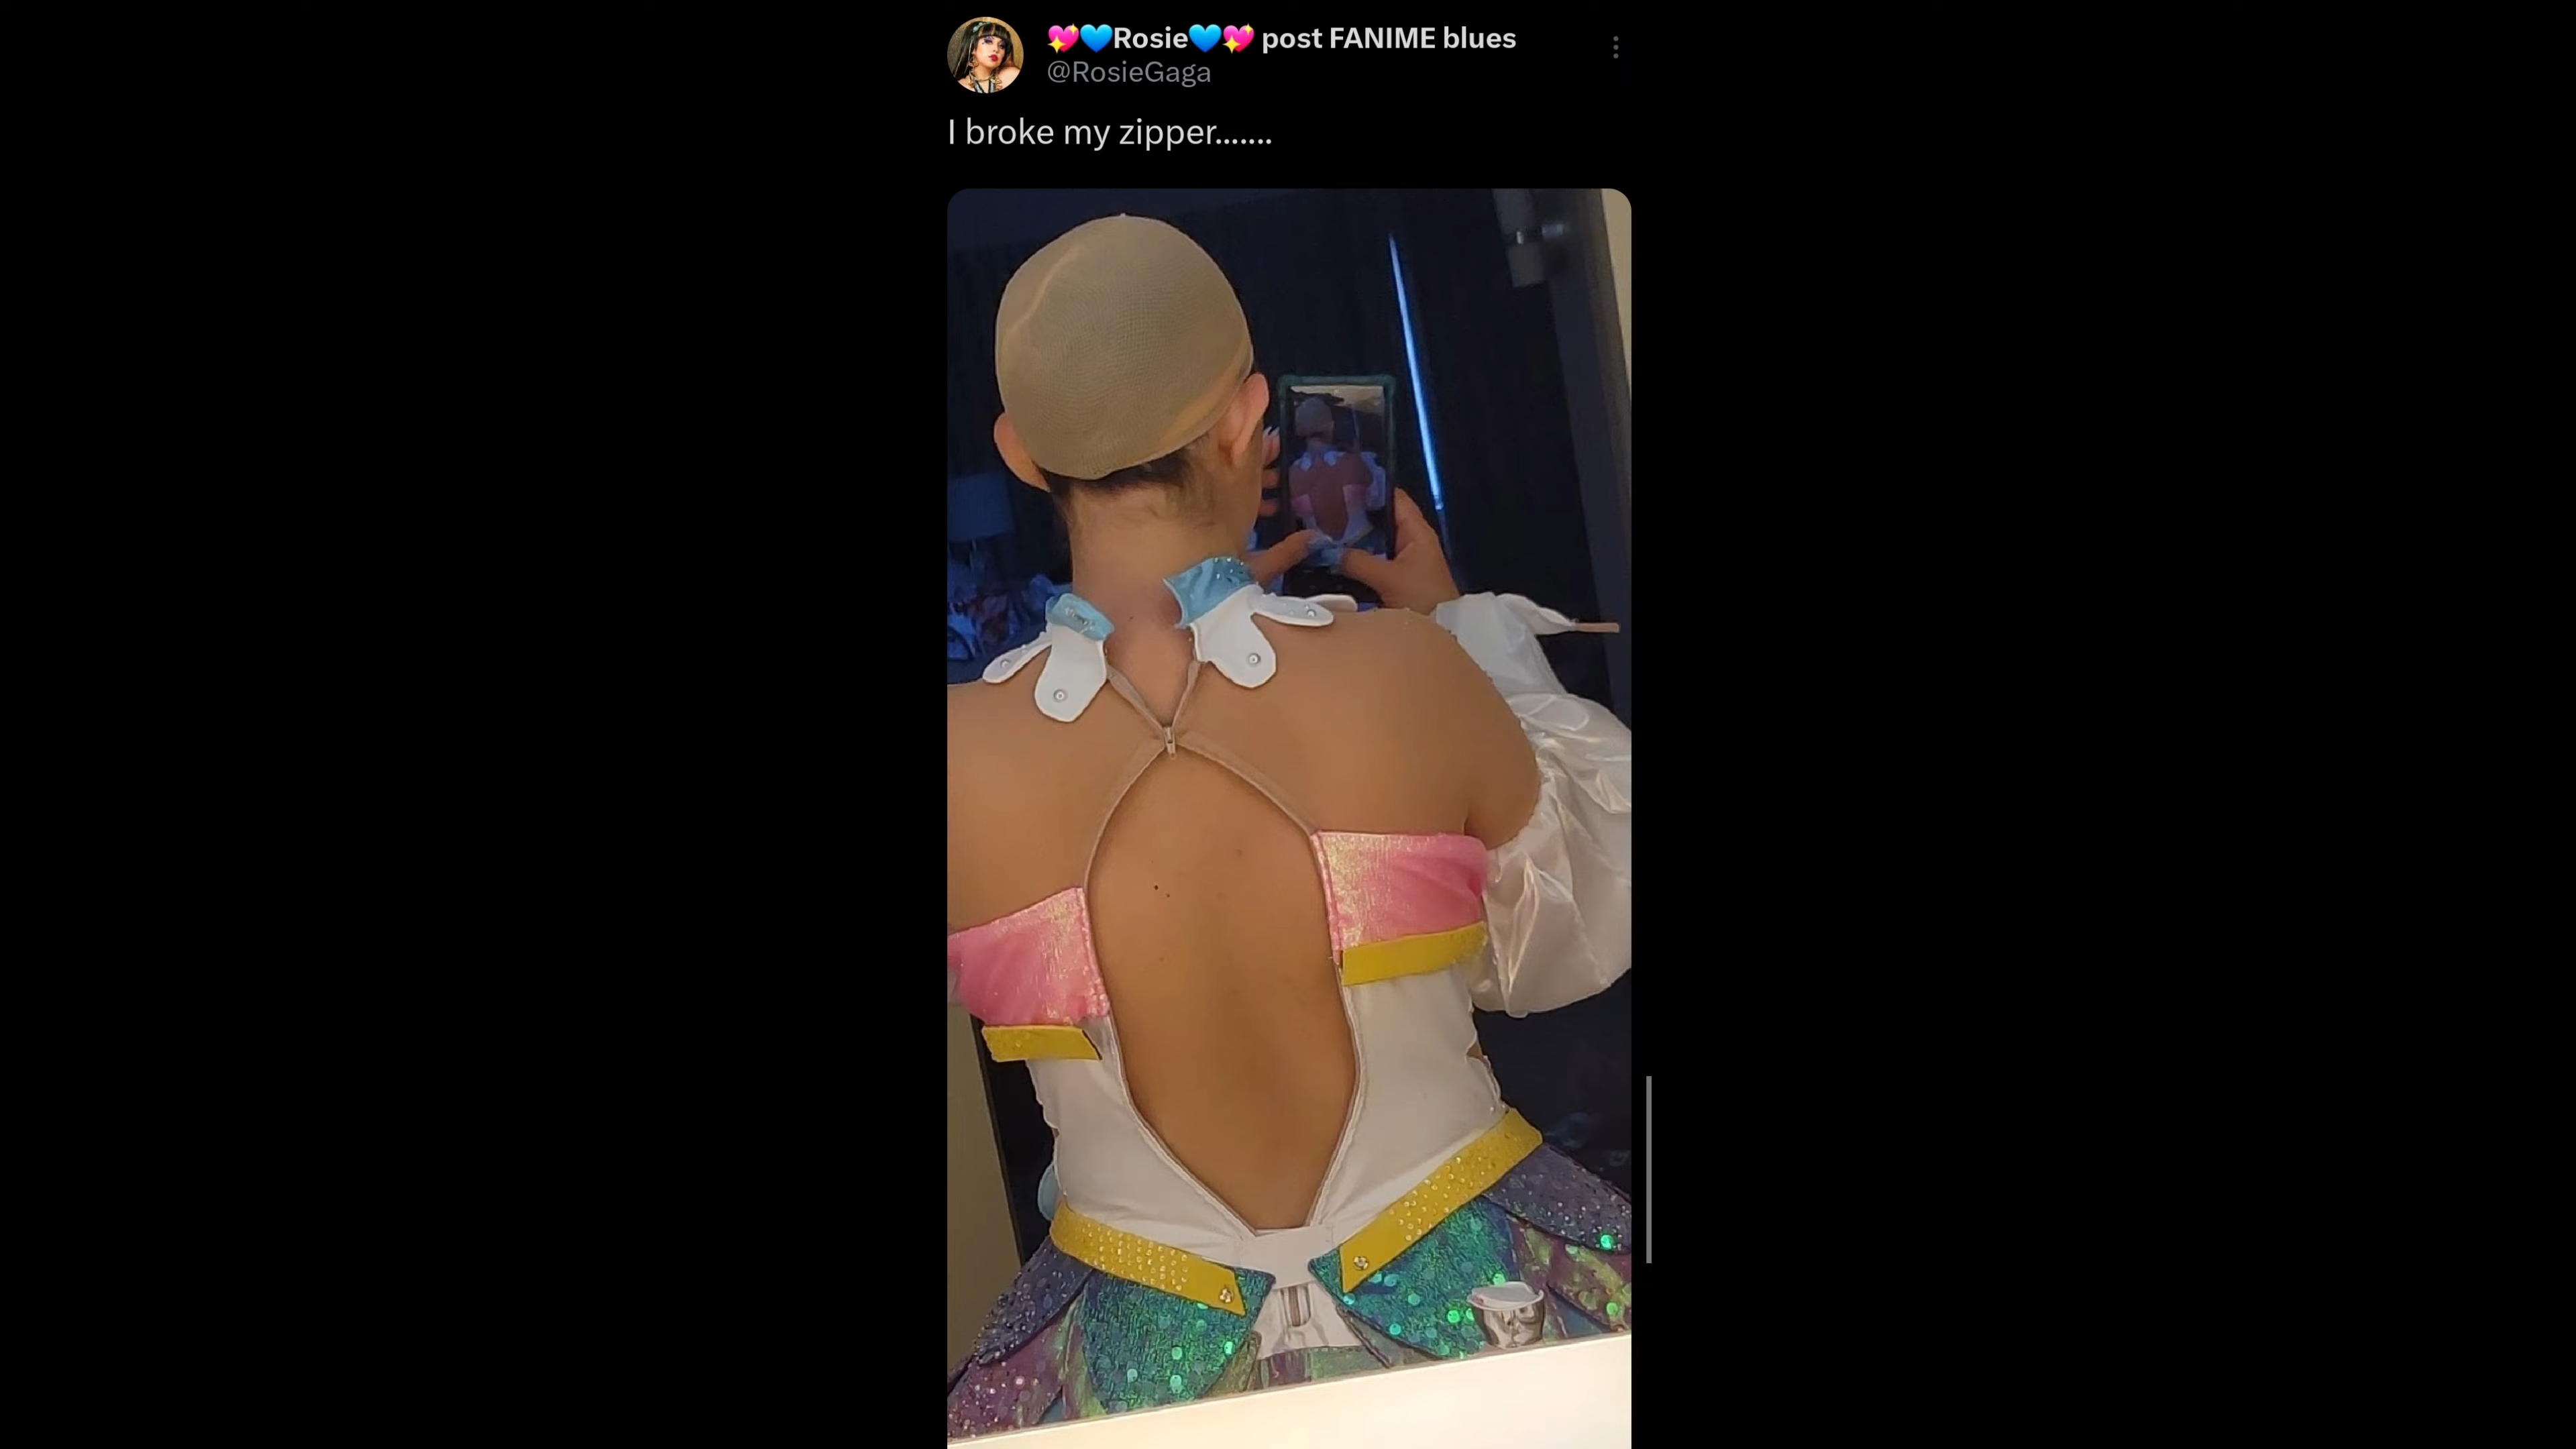 💖💙Rosie💙💖 post FANIME blues
@RosieGaga
I broke my zipper.......